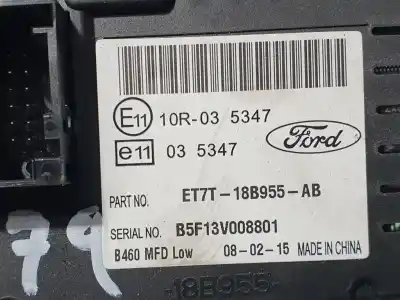 E11 10R-03 5347
Ford
e11 03 5347
PART NO. ET7T-18B955-AB
SERIAL NO. B5F13V008801
B460 MFD Low 08-02-15 MADE IN CHINA
79
18B955